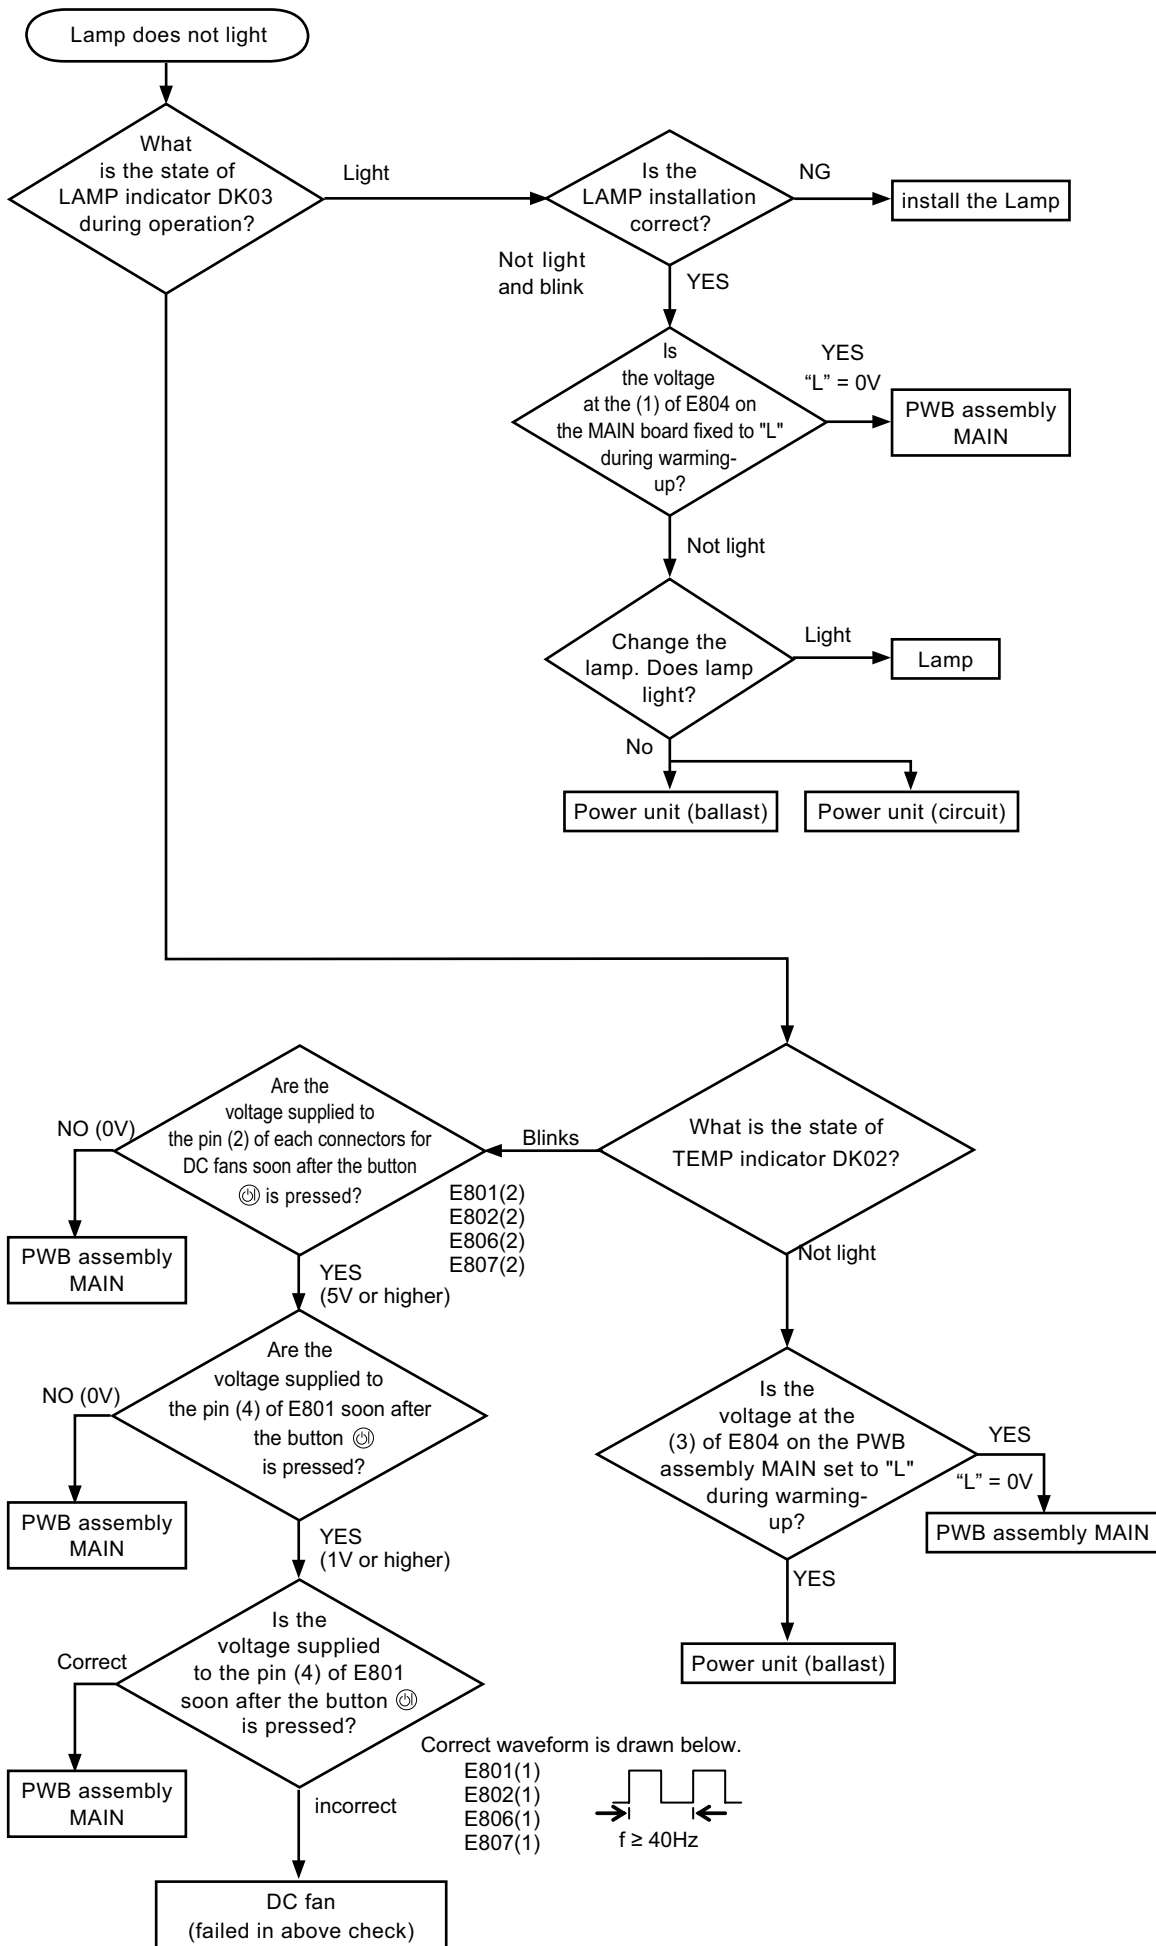 Lamp does not light
What
is the state of
LAMP indicator DK03
during operation?
Light
Is the
LAMP installation
correct?
NG
install the Lamp
Not light
and blink
YES
Is
the voltage
at the (1) of E804 on
the MAIN board fixed to "L"
during warming-
up?
YES
“L” = 0V
PWB assembly
MAIN
Not light
Change the
lamp. Does lamp
light?
Light
Lamp
No
Power unit (ballast)
Power unit (circuit)
Are the
voltage supplied to
the pin (2) of each connectors for
DC fans soon after the button
is pressed?
NO (0V)
PWB assembly
MAIN
Blinks
E801(2)
E802(2)
E806(2)
E807(2)
What is the state of
TEMP indicator DK02?
Not light
YES
(5V or higher)
Are the
voltage supplied to
the pin (4) of E801 soon after
the button
is pressed?
NO (0V)
PWB assembly
MAIN
Is the
voltage at the
(3) of E804 on the PWB
assembly MAIN set to "L"
during warming-
up?
YES
“L” = 0V
PWB assembly MAIN
YES
Power unit (ballast)
YES
(1V or higher)
Is the
voltage supplied
to the pin (4) of E801
soon after the button
is pressed?
Correct
PWB assembly
MAIN
incorrect
Correct waveform is drawn below.
E801(1)
E802(1)
E806(1)
E807(1)
f ≥ 40Hz
DC fan
(failed in above check)